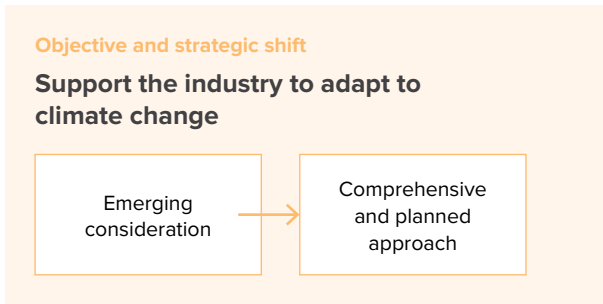 Objective and strategic shift
Support the industry to adapt to
climate change
Emerging
consideration
Comprehensive
and planned
approach